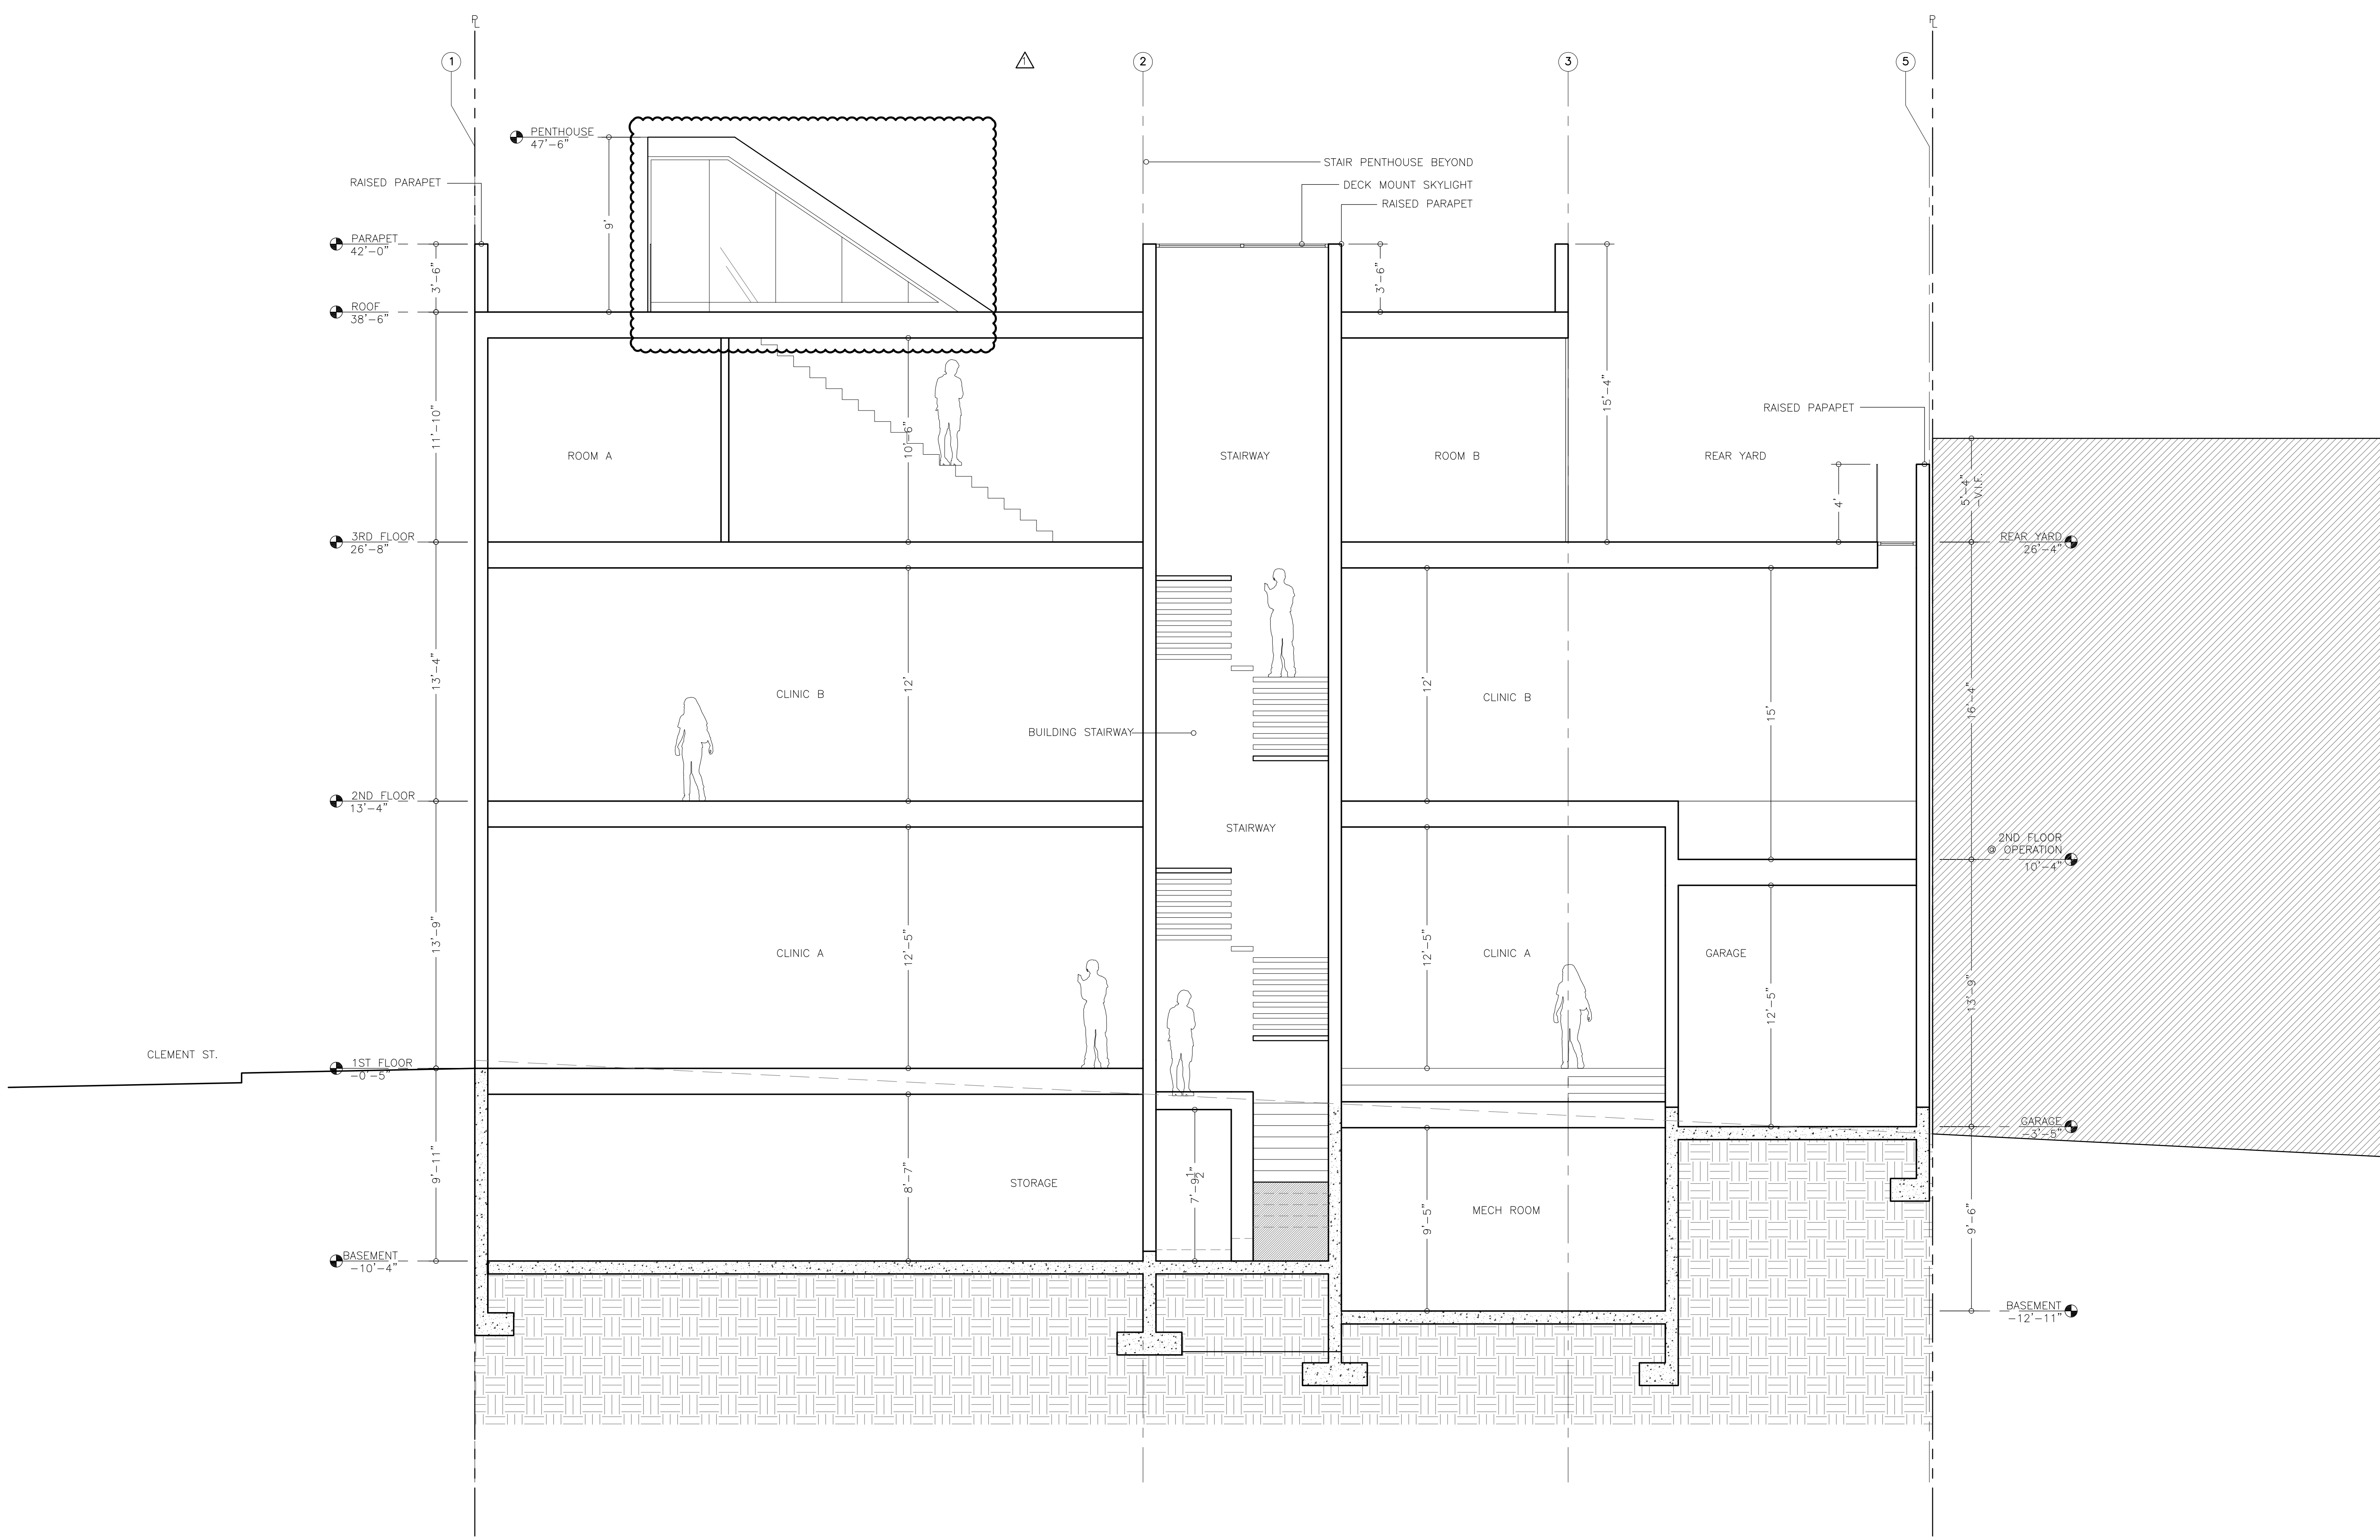 PL
PL
1
1
2
3
5
PENTHOUSE
47'-6"
STAIR PENTHOUSE BEYOND
RAISED PARAPET
DECK MOUNT SKYLIGHT
RAISED PARAPET
9'
PARAPET
42'-0"
3'-6"
3'-6"
ROOF
38'-6"
11'-10"
10'-6"
15'-4"
RAISED PAPAPET
ROOM A
STAIRWAY
ROOM B
REAR YARD
4'
5'-4"
-V.I.F.
3RD FLOOR
26'-8"
REAR YARD
26'-4"
13'-4"
CLINIC B
12'
12'
CLINIC B
15'
16'-4"
BUILDING STAIRWAY
2ND FLOOR
13'-4"
STAIRWAY
2ND FLOOR
@ OPERATION
10'-4"
13'-9"
CLINIC A
12'-5"
12'-5"
CLINIC A
GARAGE
12'-5"
13'-9"
CLEMENT ST.
1ST FLOOR
-0'-5"
GARAGE
-3'-5"
9'-11"
8'-7"
STORAGE
7'-9 1/2"
9'-5"
MECH ROOM
9'-6"
BASEMENT
-10'-4"
BASEMENT
-12'-11"